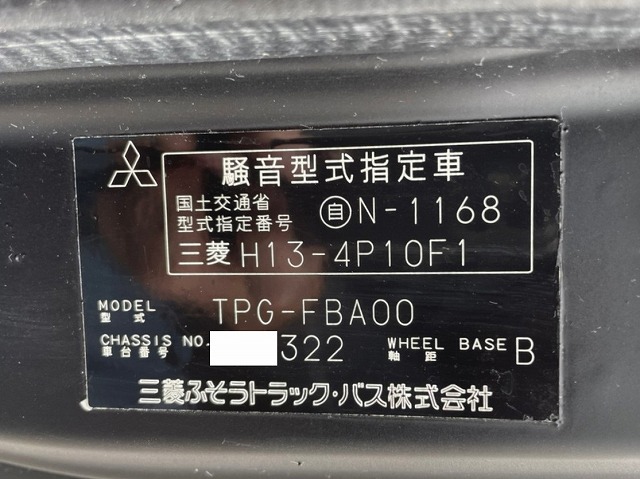 騒音型式指定車
国土交通省
型式指定番号 ㊀N-1168
三菱 H13-4P10F1
MODEL
型式 TPG-FBA00
CHASSIS NO.
車台番号 322 WHEEL BASE
軸距 B
三菱ふそうトラック・バス株式会社